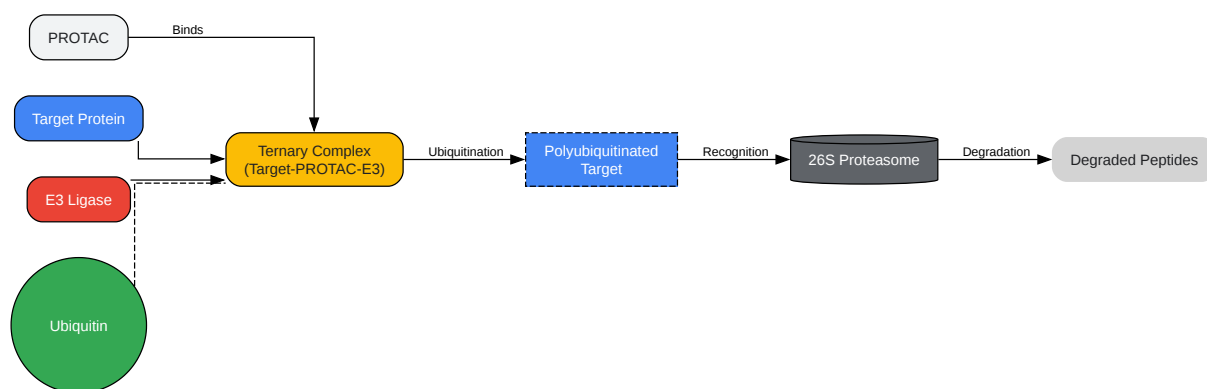 PROTAC
Binds
Target Protein
Ternary Complex
(Target-PROTAC-E3)
Ubiquitination
Polyubiquitinated
Target
Recognition
26S Proteasome
Degradation
Degraded Peptides
E3 Ligase
Ubiquitin